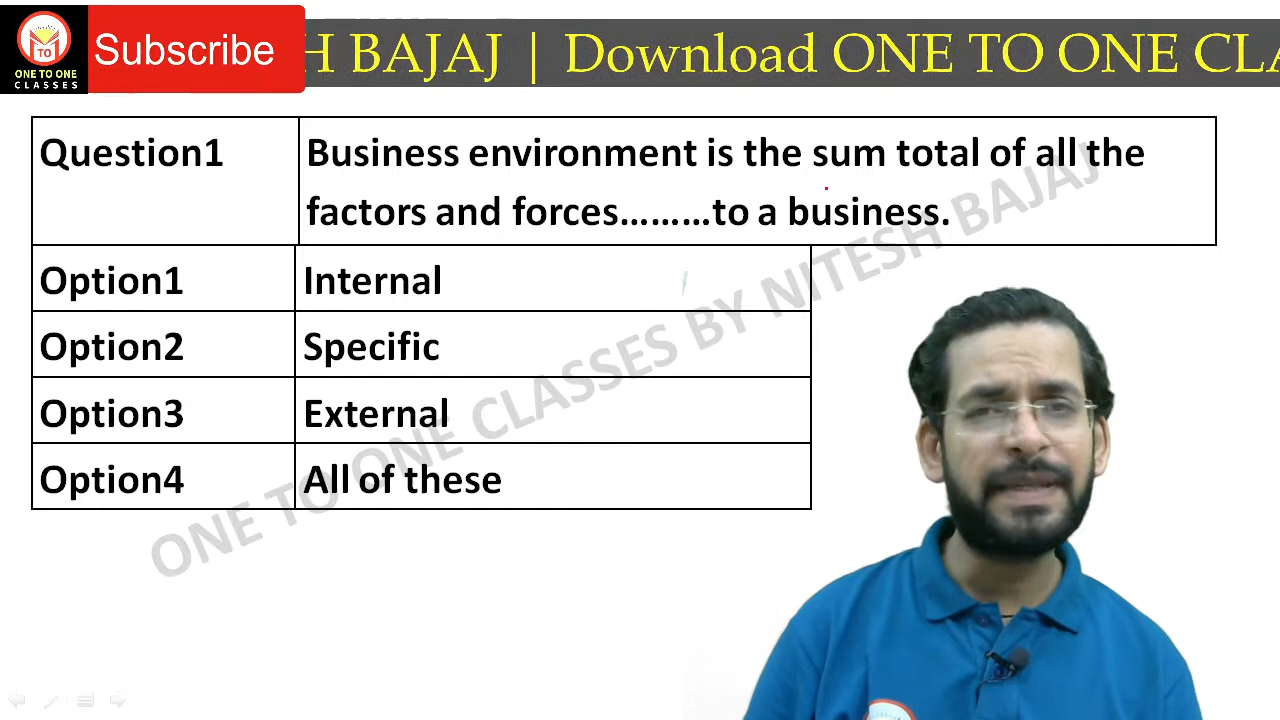 Subscribe
H BAJAJ | Download ONE TO ONE CLA
ONE TO ONE
CLASSES
Question1 Business environment is the sum total of all the
factors and forces………to a business.
Option1 Internal
Option2 Specific
Option3 External
Option4 All of these
ONE TO ONE CLASSES BY NITESH BAJAJ